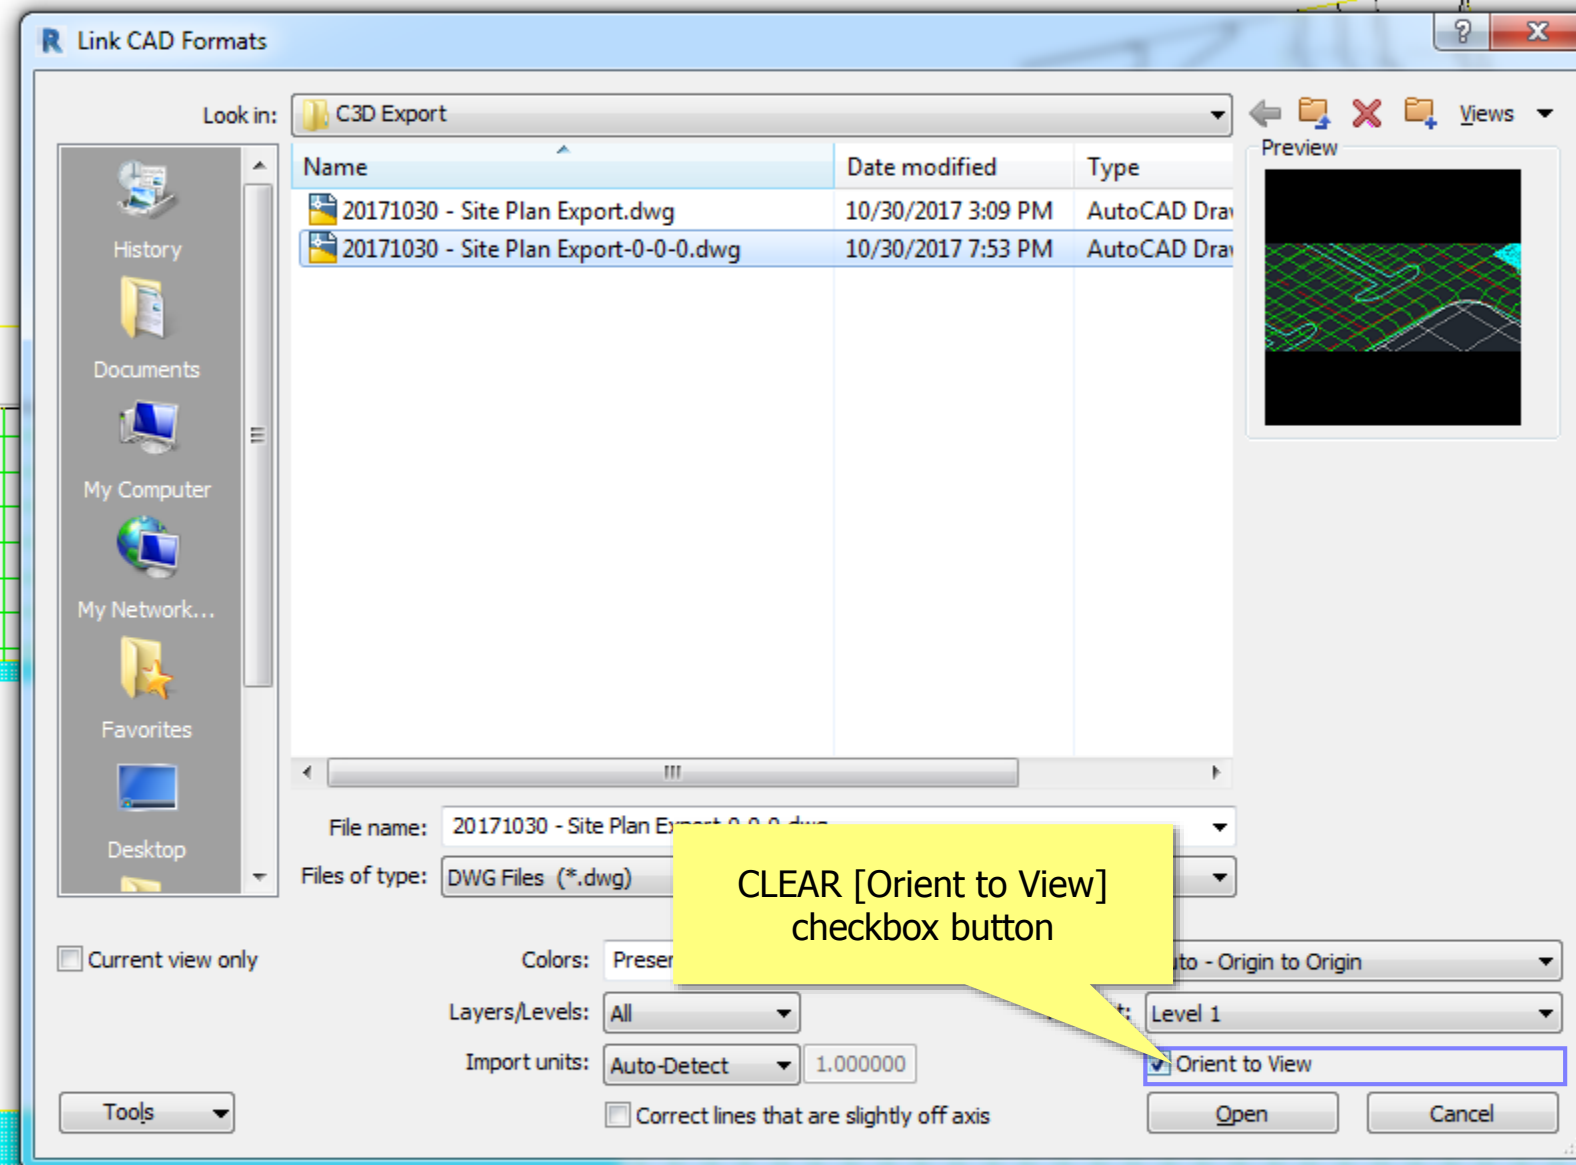 Link CAD Formats
Look in:
C3D Export
Views
Preview
Name
Date modified
Type
20171030 - Site Plan Export.dwg
10/30/2017 3:09 PM
AutoCAD
20171030 - Site Plan Export-0-0-0.dwg
10/30/2017 7:53 PM
AutoCAD
History
Documents
My Computer
My Network...
Favorites
Desktop
File name:
20171030 - Site Plan Export-0-0-0.dwg
Files of type:
DWG Files (*.dwg)
CLEAR [Orient to View]
checkbox button
Current view only
Colors:
- Origin to Origin
Layers/Levels:
All
Level 1
Import units:
Auto-Detect
1.000000
Orient to View
Tools
Correct lines that are slightly off axis
Open
Cancel